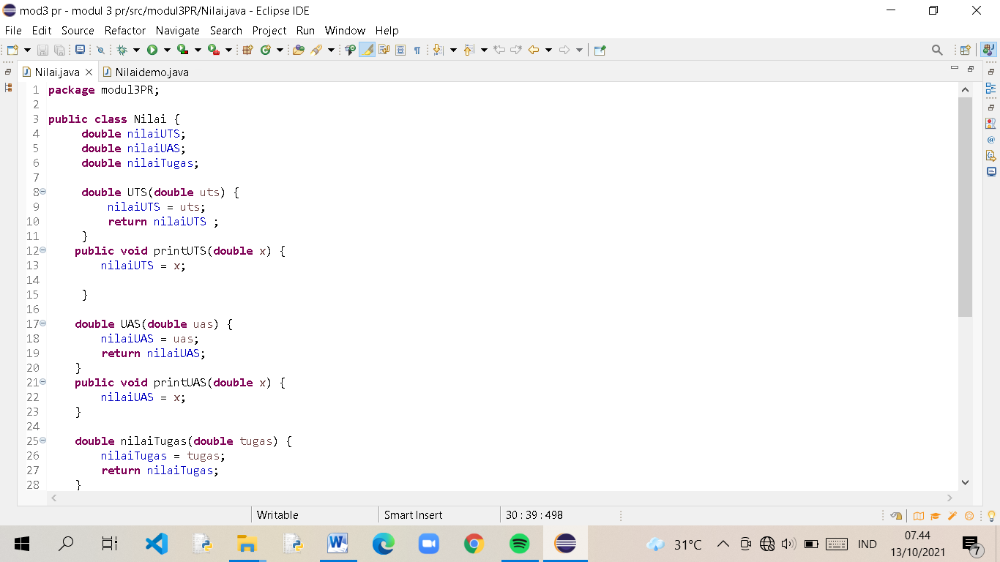 mod3 pr - modul 3 pr/src/modul3PR/Nilai.java - Eclipse IDE
File Edit Source Refactor Navigate Search Project Run Window Help
Nilai.java Nilaidemo.java
1 package modul3PR;
2
3 public class Nilai {
4 double nilaiUTS;
5 double nilaiUAS;
6 double nilaiTugas;
7
8 double UTS(double uts) {
9 nilaiUTS = uts;
10 return nilaiUTS ;
11 }
12 public void printUTS(double x) {
13 nilaiUTS = x;
14
15 }
16
17 double UAS(double uas) {
18 nilaiUAS = uas;
19 return nilaiUAS;
20 }
21 public void printUAS(double x) {
22 nilaiUAS = x;
23 }
24
25 double nilaiTugas(double tugas) {
26 nilaiTugas = tugas;
27 return nilaiTugas;
28 }
Writable Smart Insert 30 : 39 : 498
31°C IND 07.44
13/10/2021
7